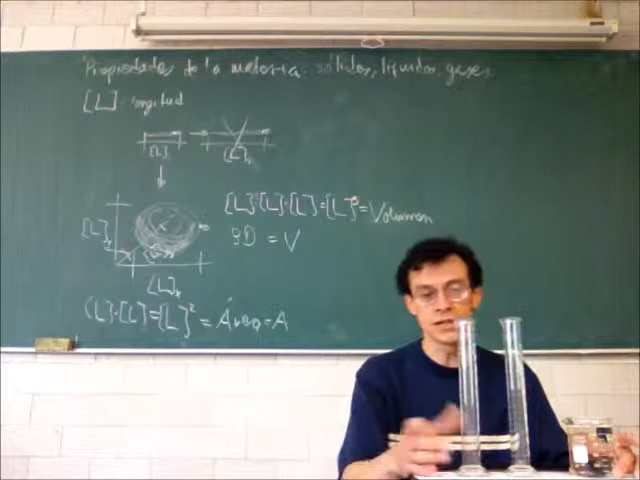 Propiedades de la materia sólidos, líquidos, gases
[L] - longitud
[L] [L]x
[L]·[L]·[L] = [L]³ = Volumen
[L]y
3D = V
[L]x
[L]·[L] = [L]² = Área = A